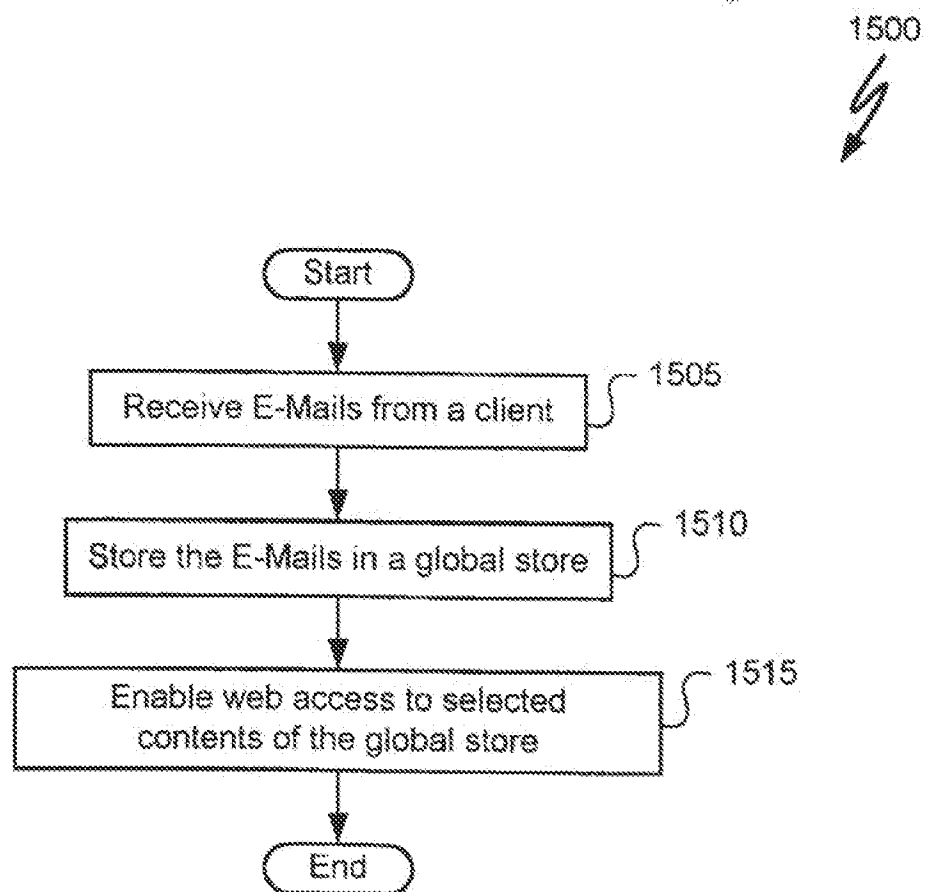 1500
Start
Receive E-Mails from a client
1505
Store the E-Mails in a global store
1510
Enable web access to selected
contents of the global store
1515
End